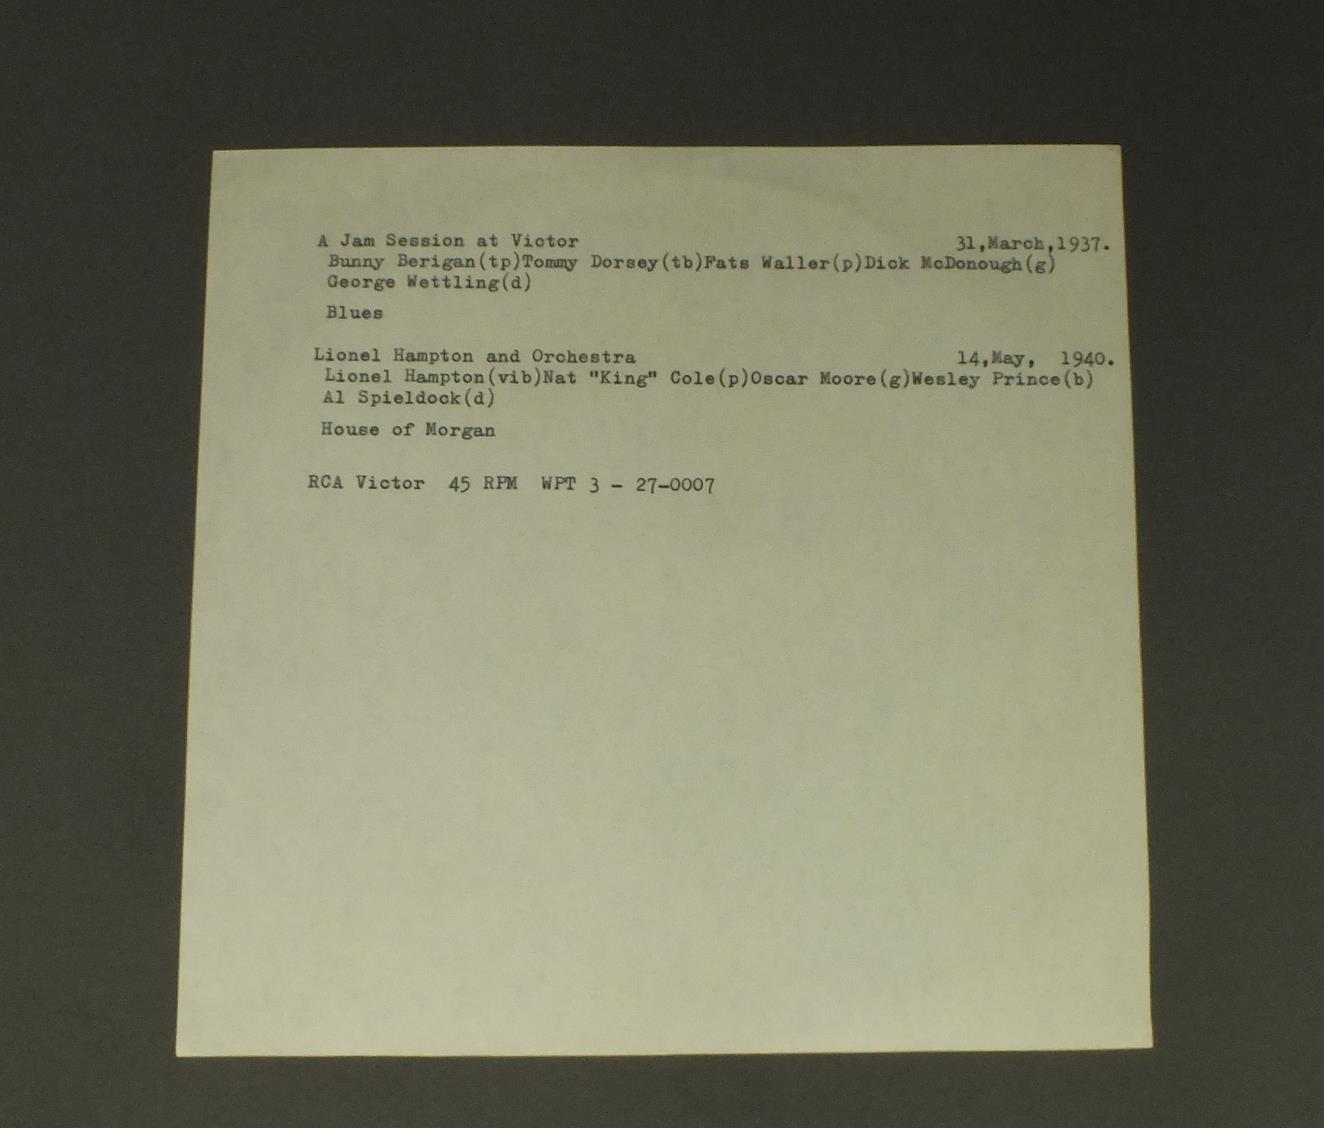 A Jam Session at Victor 31,March,1937.
Bunny Berigan(tp)Tommy Dorsey(tb)Fats Waller(p)Dick McDonough(g)
George Wettling(d)
Blues
Lionel Hampton and Orchestra 14,May, 1940.
Lionel Hampton(vib)Nat "King" Cole(p)Oscar Moore(g)Wesley Prince(b)
Al Spieldock(d)
House of Morgan
RCA Victor 45 RPM WPT 3 - 27-0007